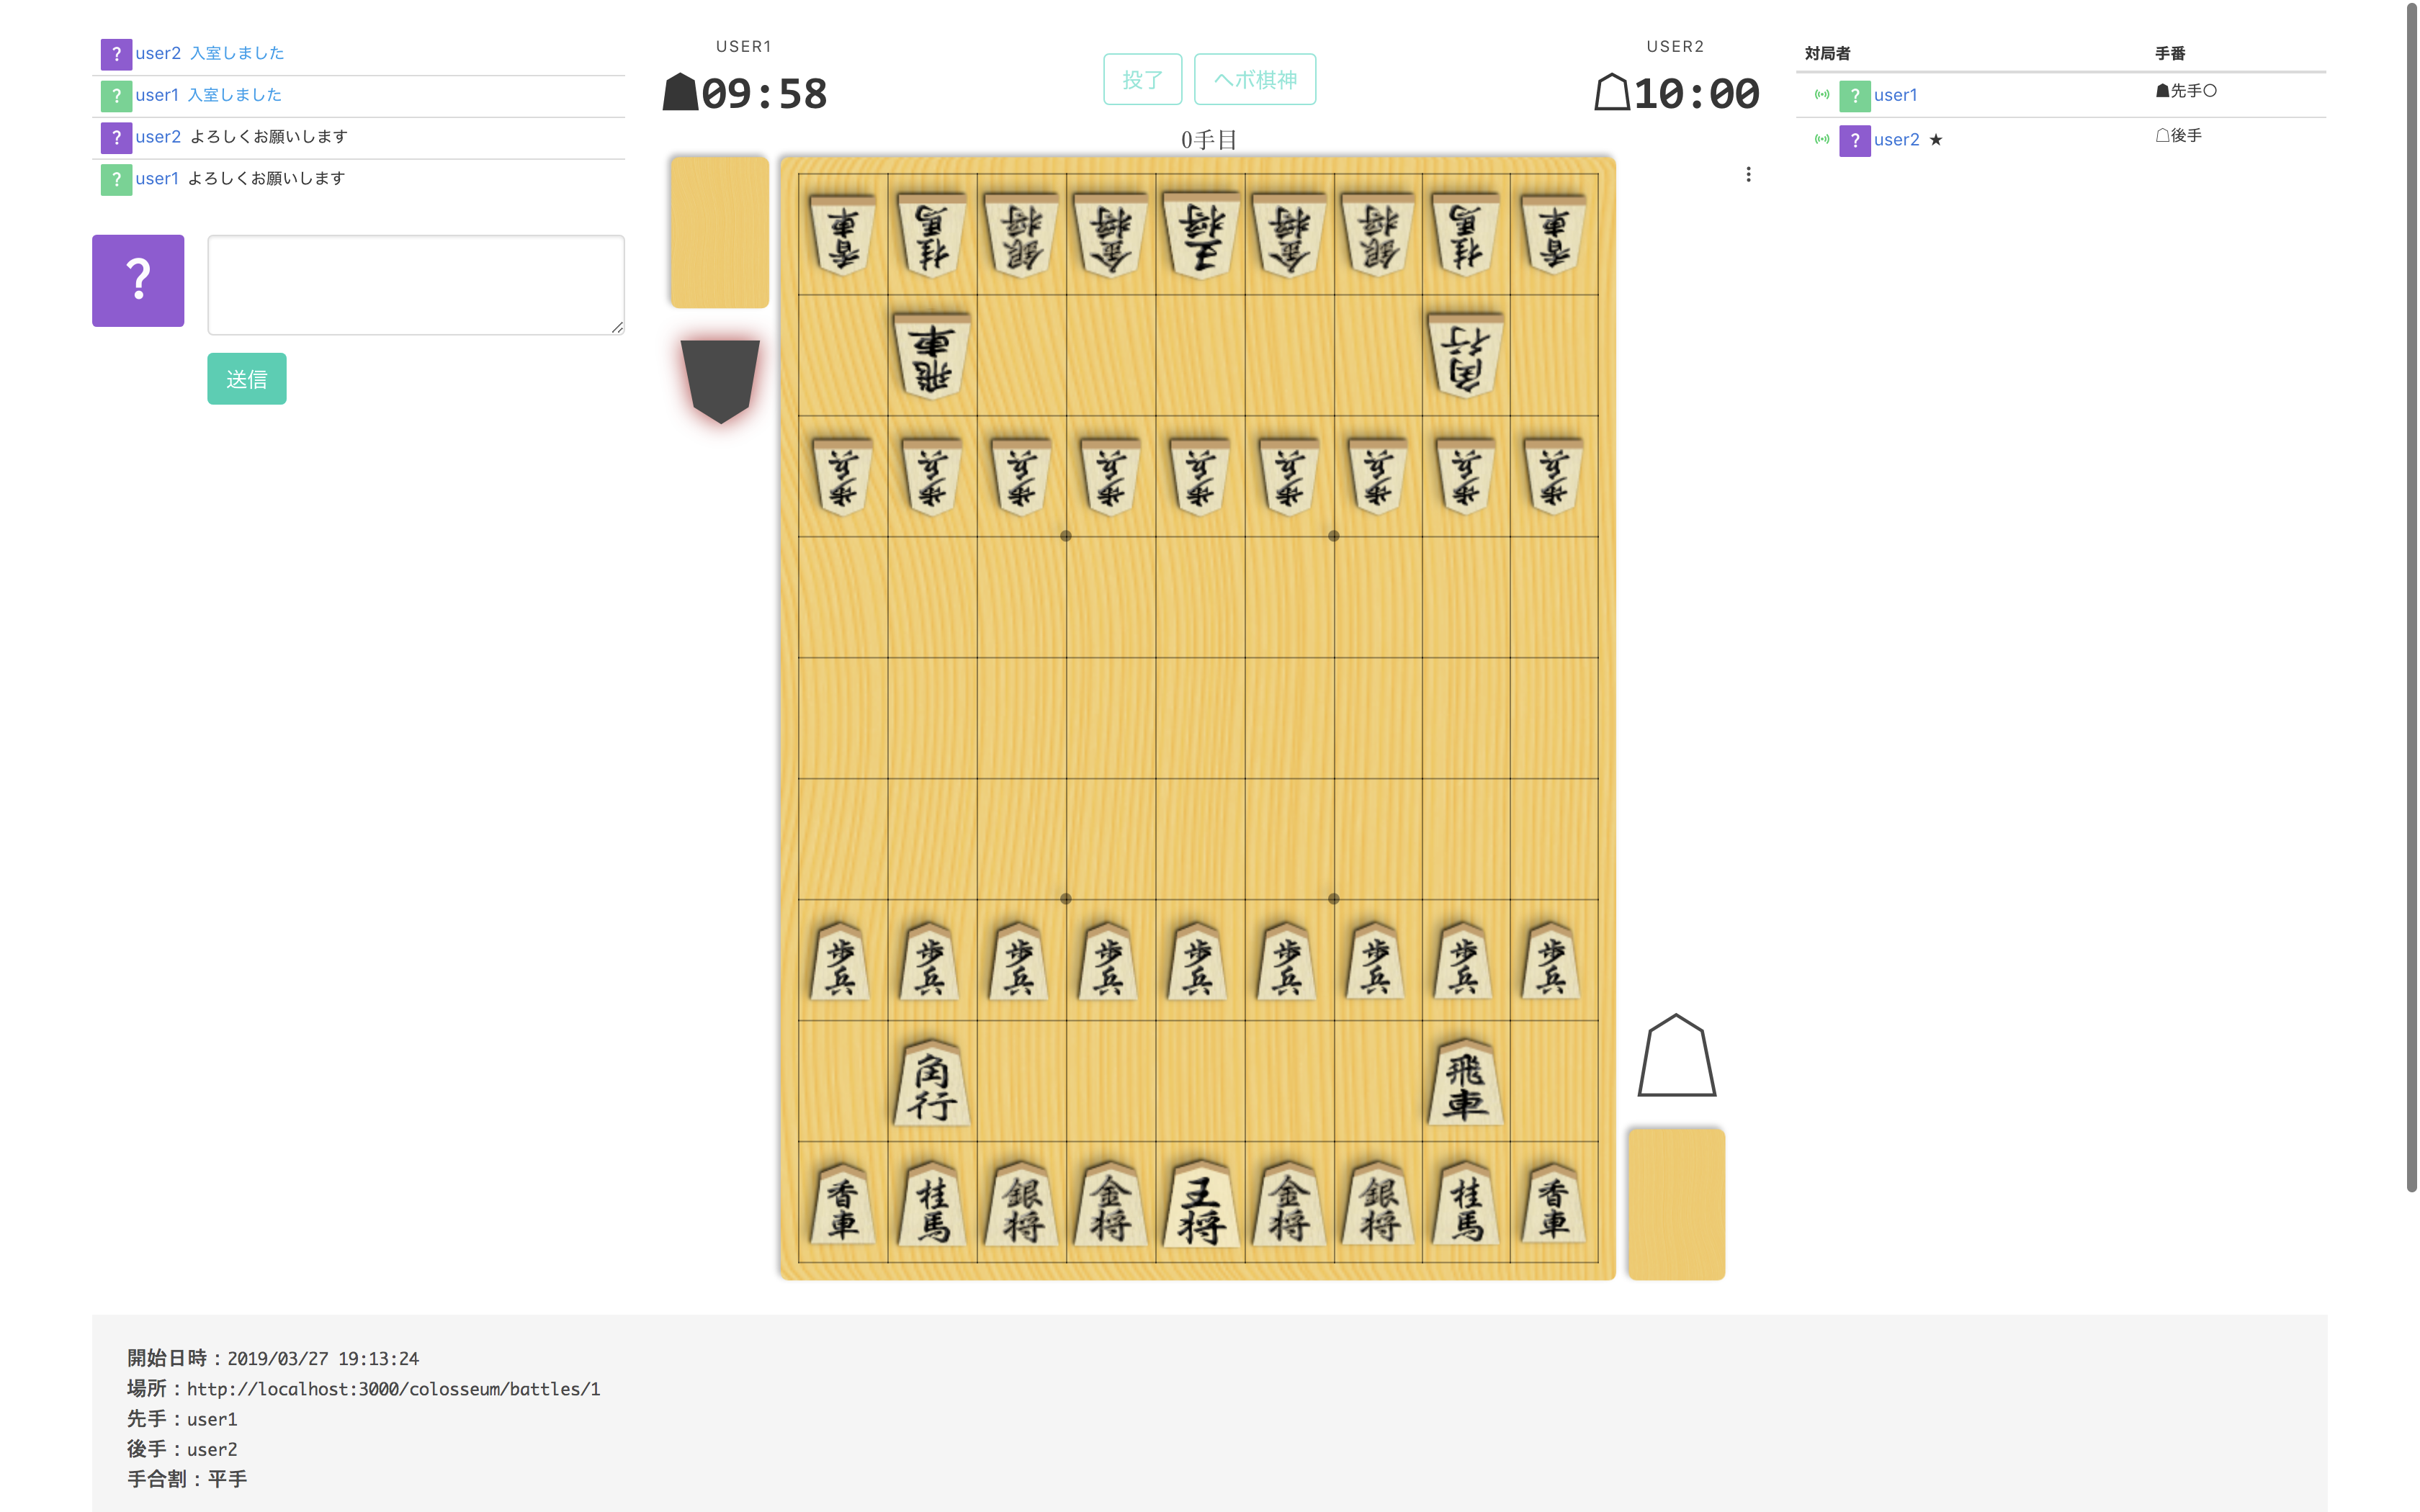 ? user2 入室しました
? user1 入室しました
? user2 よろしくお願いします
? user1 よろしくお願いします
?
送信
USER1
09:58
投了 ヘボ棋神
USER2
10:00
0手目
対局者 手番
? user1 ☗先手○
? user2 ★ ☖後手
香車 桂馬 銀将 金将 王将 金将 銀将 桂馬 香車
飛車 角行
歩兵 歩兵 歩兵 歩兵 歩兵 歩兵 歩兵 歩兵 歩兵
歩兵 歩兵 歩兵 歩兵 歩兵 歩兵 歩兵 歩兵 歩兵
角行 飛車
香車 桂馬 銀将 金将 王将 金将 銀将 桂馬 香車
開始日時：2019/03/27 19:13:24
場所：http://localhost:3000/colosseum/battles/1
先手：user1
後手：user2
手合割：平手